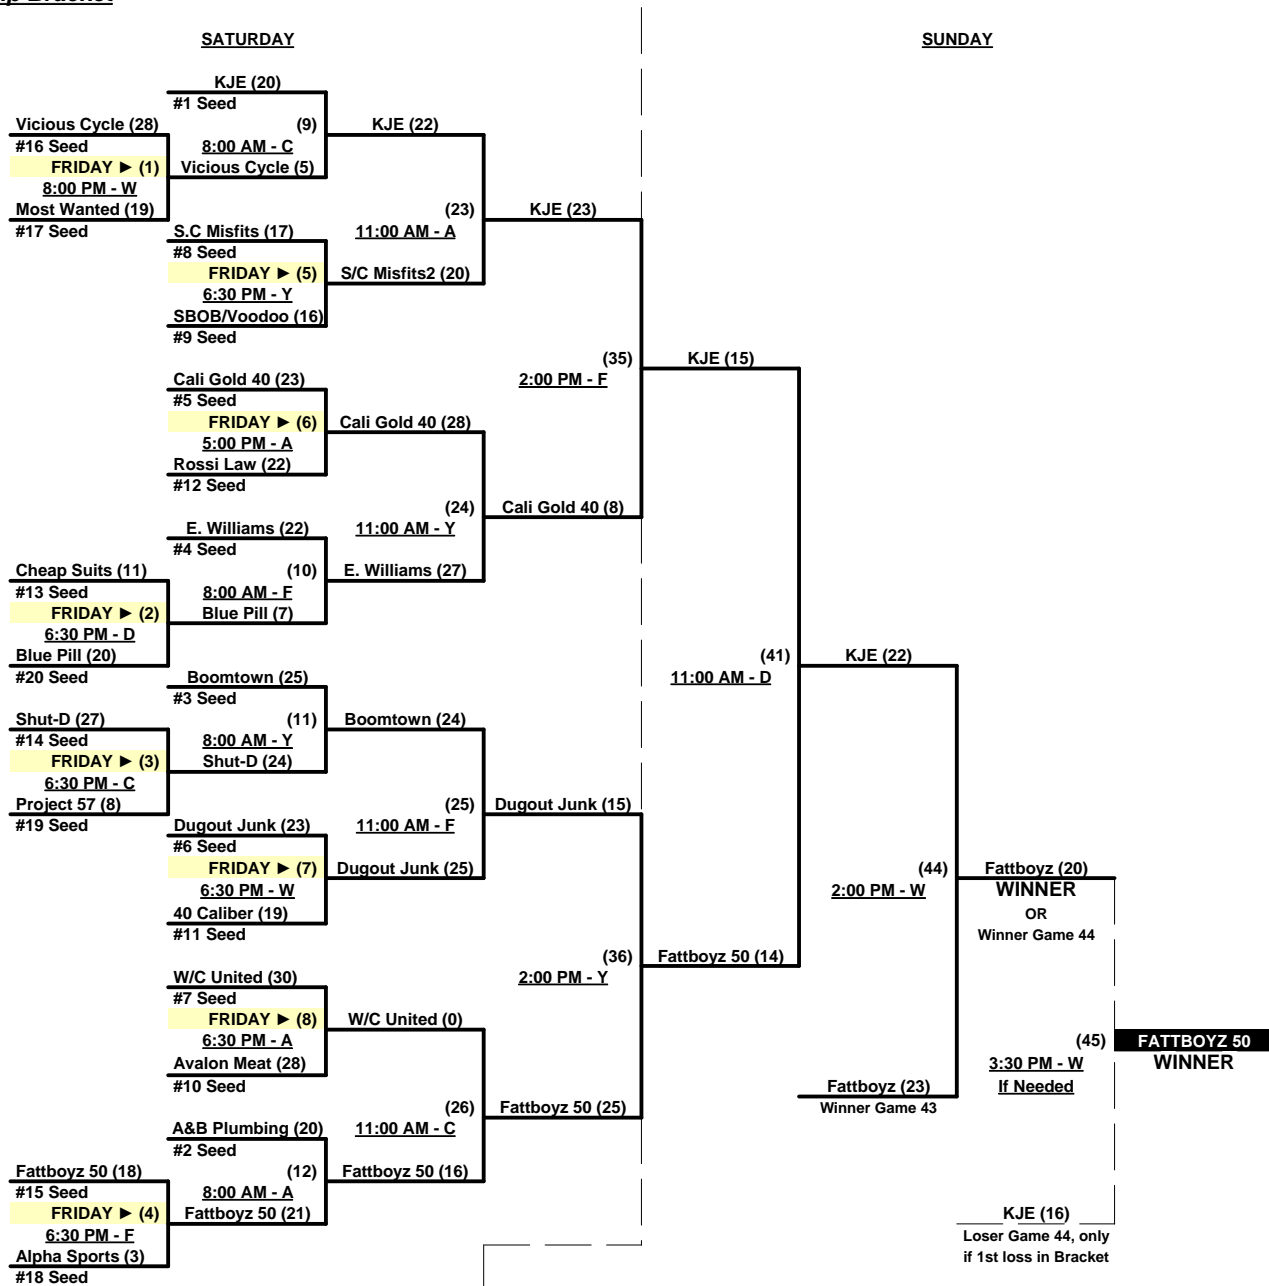 SATURDAY
SUNDAY
KJE (20)
#1 Seed
Vicious Cycle (28)
(9)
KJE (22)
#16 Seed
8:00 AM - C
FRIDAY ► (1)
Vicious Cycle (5)
8:00 PM - W
Most Wanted (19)
(23)
KJE (23)
#17 Seed
S.C Misfits (17)
11:00 AM - A
#8 Seed
FRIDAY ► (5)
S/C Misfits2 (20)
6:30 PM - Y
SBOB/Voodoo (16)
#9 Seed
(35)
KJE (15)
Cali Gold 40 (23)
2:00 PM - F
#5 Seed
FRIDAY ► (6)
Cali Gold 40 (28)
5:00 PM - A
Rossi Law (22)
#12 Seed
(24)
Cali Gold 40 (8)
E. Williams (22)
11:00 AM - Y
#4 Seed
Cheap Suits (11)
(10)
E. Williams (27)
#13 Seed
8:00 AM - F
FRIDAY ► (2)
Blue Pill (7)
6:30 PM - D
Blue Pill (20)
(41)
KJE (22)
#20 Seed
Boomtown (25)
11:00 AM - D
#3 Seed
Shut-D (27)
(11)
Boomtown (24)
#14 Seed
8:00 AM - Y
FRIDAY ► (3)
Shut-D (24)
6:30 PM - C
Project 57 (8)
(25)
Dugout Junk (15)
#19 Seed
Dugout Junk (23)
11:00 AM - F
#6 Seed
FRIDAY ► (7)
Dugout Junk (25)
(44)
Fattboyz (20)
6:30 PM - W
2:00 PM - W
WINNER
40 Caliber (19)
OR
#11 Seed
Winner Game 44
(36)
Fattboyz 50 (14)
W/C United (30)
2:00 PM - Y
#7 Seed
FRIDAY ► (8)
W/C United (0)
6:30 PM - A
(45)
FATTBOYZ 50
Avalon Meat (28)
3:30 PM - W
WINNER
#10 Seed
Fattboyz (23)
If Needed
(26)
Fattboyz 50 (25)
Winner Game 43
A&B Plumbing (20)
11:00 AM - C
#2 Seed
Fattboyz 50 (18)
(12)
Fattboyz 50 (16)
#15 Seed
8:00 AM - A
FRIDAY ► (4)
Fattboyz 50 (21)
KJE (16)
6:30 PM - F
Loser Game 44, only
Alpha Sports (3)
if 1st loss in Bracket
#18 Seed